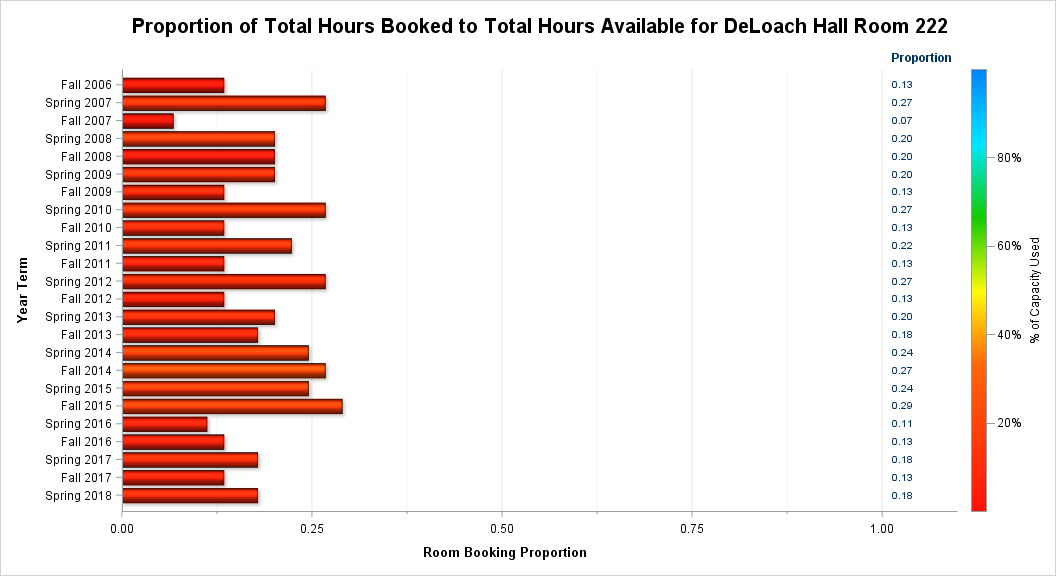 Proportion of Total Hours Booked to Total Hours Available for DeLoach Hall Room 222
Proportion
Fall 2006 0.13
Spring 2007 0.27
Fall 2007 0.07
Spring 2008 0.20
Fall 2008 0.20
Spring 2009 0.20
Fall 2009 0.13
Spring 2010 0.27
Fall 2010 0.13
Spring 2011 0.22
Fall 2011 0.13
Spring 2012 0.27
Fall 2012 0.13
Spring 2013 0.20
Fall 2013 0.18
Spring 2014 0.24
Fall 2014 0.27
Spring 2015 0.24
Fall 2015 0.29
Spring 2016 0.11
Fall 2016 0.13
Spring 2017 0.18
Fall 2017 0.13
Spring 2018 0.18
Year Term
0.00 0.25 0.50 0.75 1.00
Room Booking Proportion
80%
60%
40%
20%
% of Capacity Used